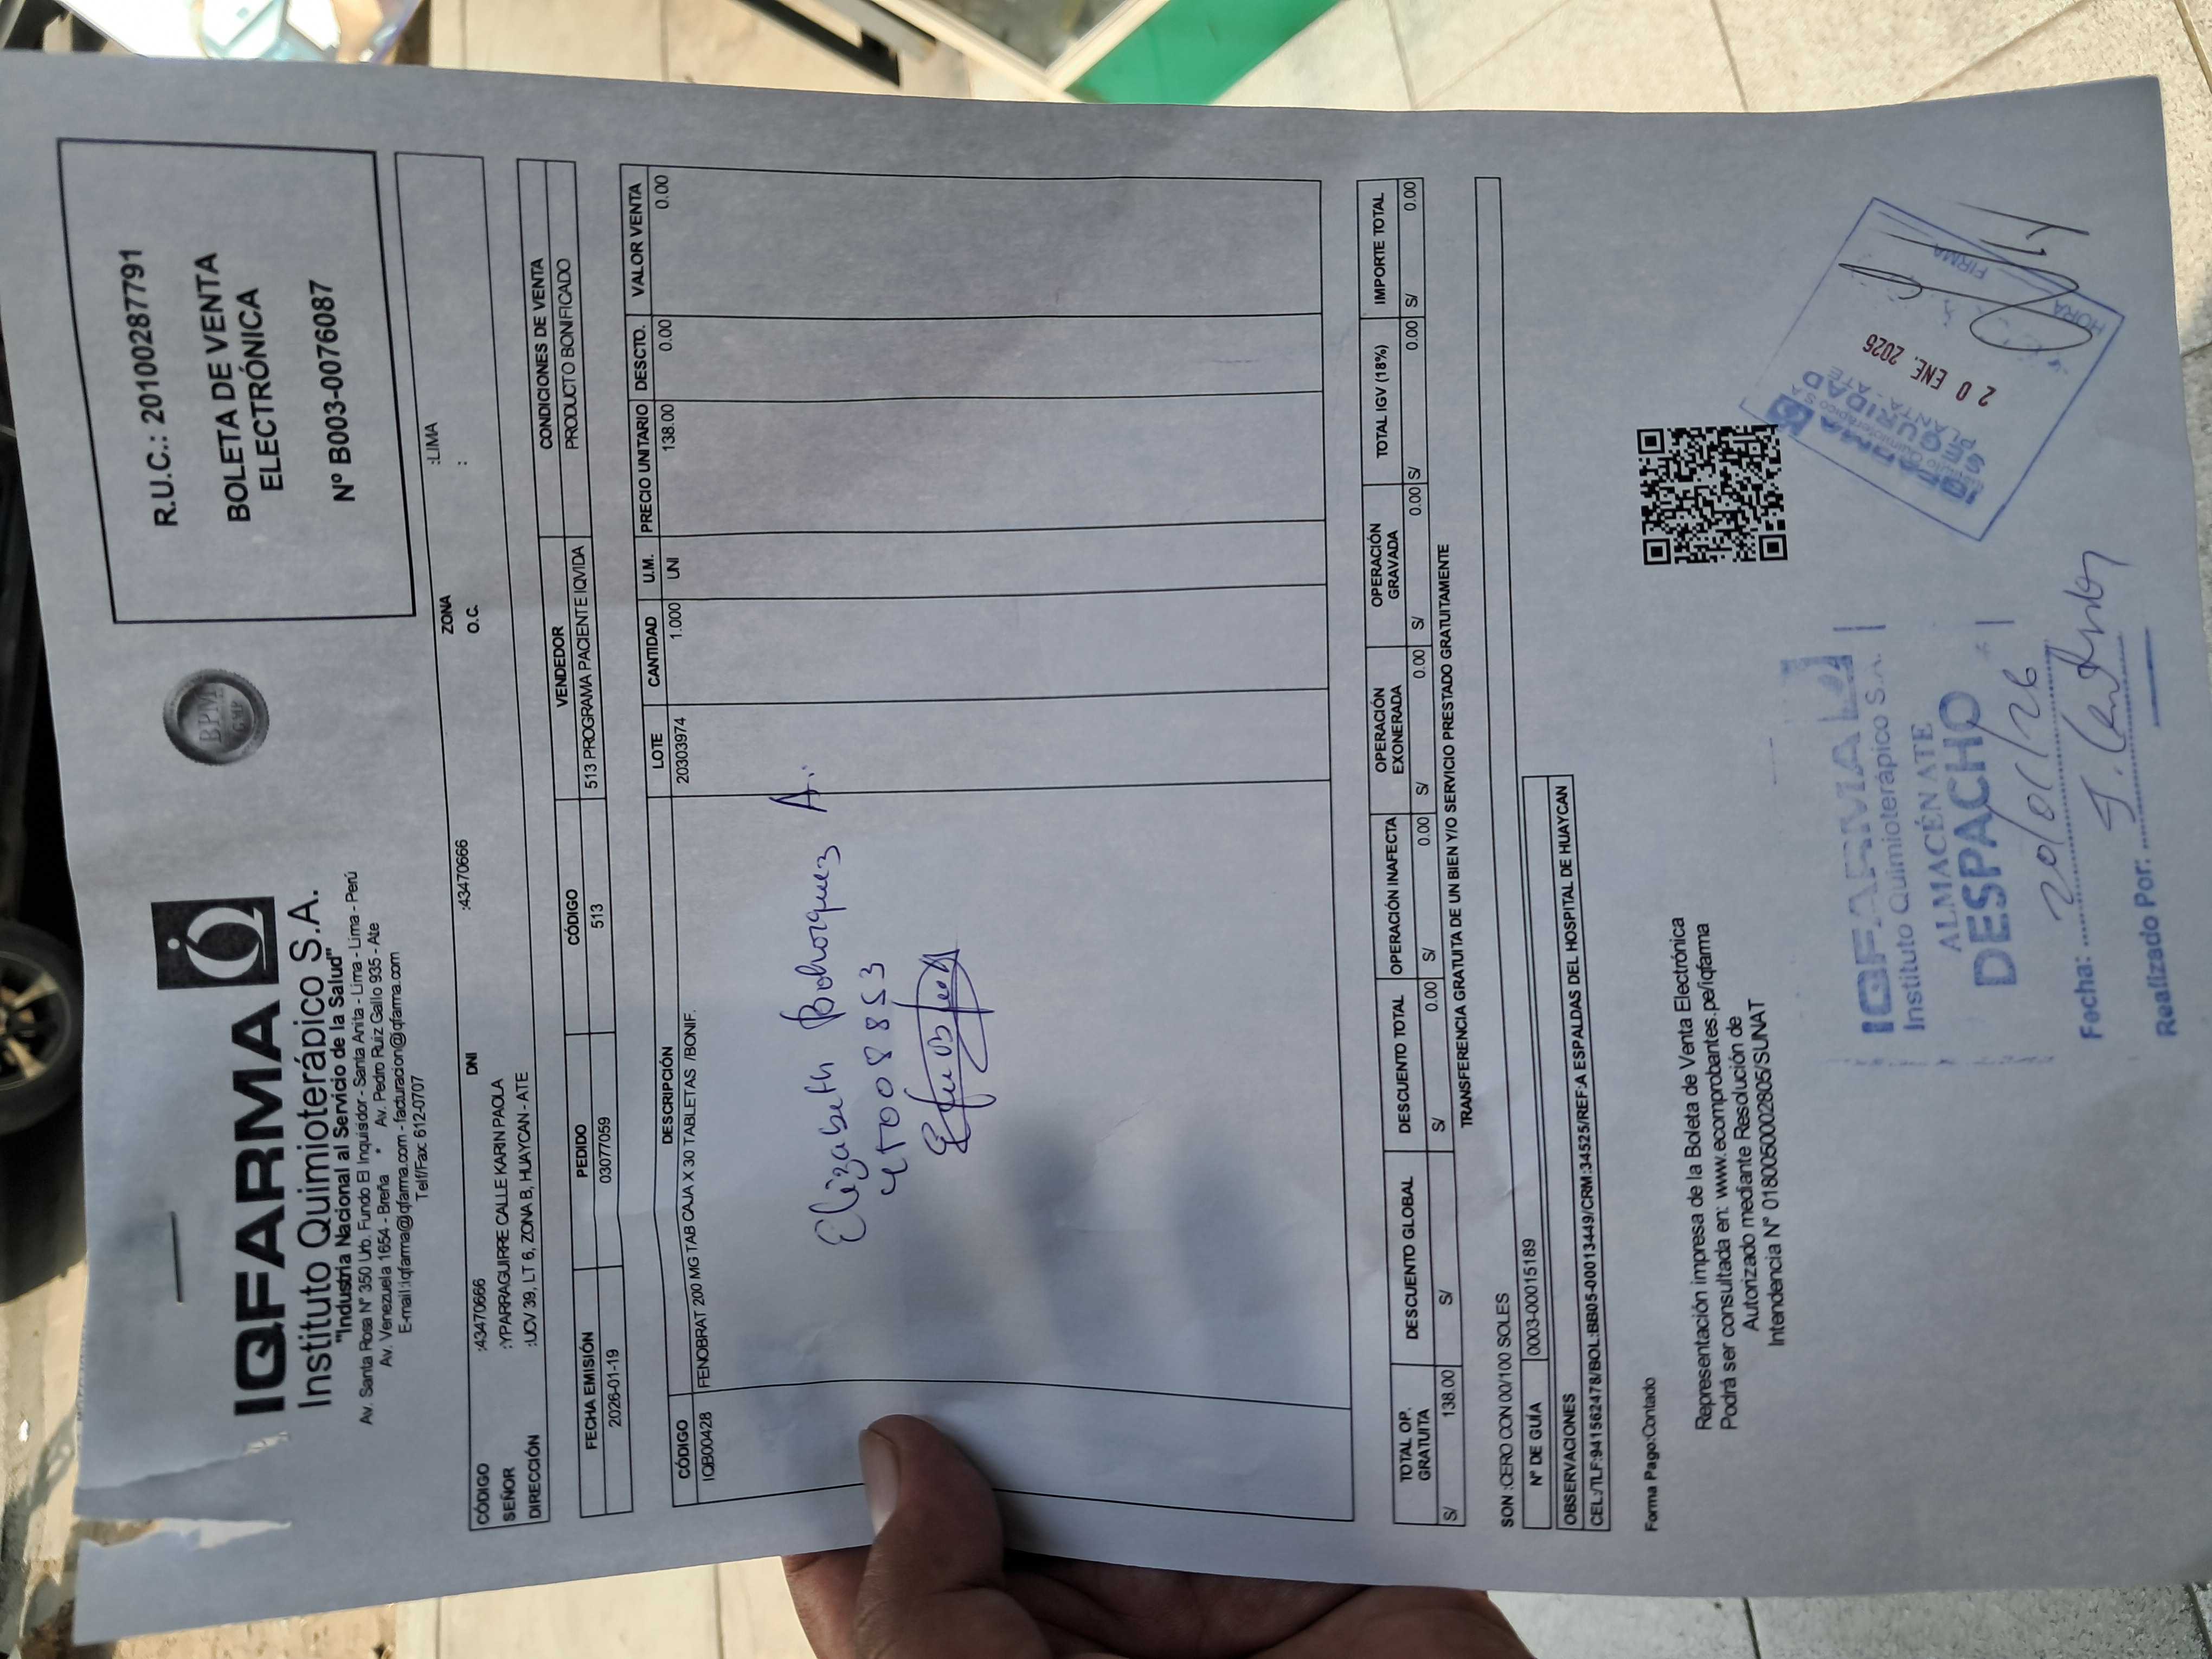 IQFARMA
Instituto Quimioterápico S.A.
"Industria Nacional al Servicio de la Salud"
Av. Santa Rosa Nº 350 Urb. Fundo El Inquisidor - Santa Anita - Lima - Lima - Perú
Av. Venezuela 1654 - Breña * Av. Pedro Ruiz Gallo 935 - Ate
E-mail:iqfarma@iqfarma.com - facturacion@iqfarma.com
Telf/Fax: 612-0707
BPM
GMP
R.U.C.: 20100287791
BOLETA DE VENTA
ELECTRÓNICA
Nº B003-0076087
CÓDIGO :43470666 DNI :43470666 ZONA :LIMA
SEÑOR :YPARRAGUIRRE CALLE KARIN PAOLA O.C. :
DIRECCIÓN :UCV 39, LT 6, ZONA B, HUAYCAN - ATE
FECHA EMISIÓN PEDIDO CÓDIGO VENDEDOR CONDICIONES DE VENTA
2026-01-19 03077059 513 513 PROGRAMA PACIENTE IQVIDA PRODUCTO BONIFICADO
CÓDIGO DESCRIPCIÓN LOTE CANTIDAD U.M. PRECIO UNITARIO DESCTO. VALOR VENTA
IQB00428 FENOBRAT 200 MG TAB CAJA X 30 TABLETAS /BONIF. 20303974 1.000 UNI 138.00 0.00 0.00
Elizabeth Bohorquez A.
45008853
TOTAL OP. GRATUITA DESCUENTO GLOBAL DESCUENTO TOTAL OPERACIÓN INAFECTA OPERACIÓN EXONERADA OPERACIÓN GRAVADA TOTAL IGV (18%) IMPORTE TOTAL
S/ 138.00 S/ S/ 0.00 S/ 0.00 S/ 0.00 S/ 0.00 S/ 0.00 S/ 0.00
TRANSFERENCIA GRATUITA DE UN BIEN Y/O SERVICIO PRESTADO GRATUITAMENTE
SON :CERO CON 00/100 SOLES
Nº DE GUÍA 0003-00015189
OBSERVACIONES
CEL:/TLF:941562478/BOL:BB05-00013449/CRM:34525/REF:A ESPALDAS DEL HOSPITAL DE HUAYCAN
Forma Pago:Contado
Representación impresa de la Boleta de Venta Electrónica
Podrá ser consultada en: www.ecomprobantes.pe/iqfarma
Autorizado mediante Resolución de
Intendencia Nº 0180050002805/SUNAT
IQFARMA
Instituto Quimioterápico S.A.
ALMACÉN ATE
DESPACHO
Fecha: 20/01/26
Realizado Por:
IQFARMA
SEGURIDAD
PLANTA - ATE
20 ENE. 2026
HORA FIRMA